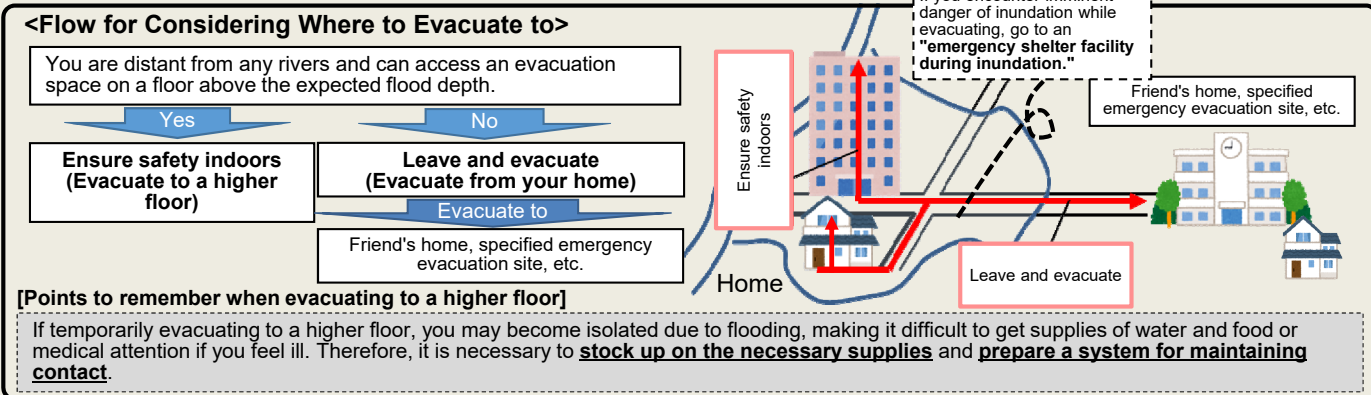 <Flow for Considering Where to Evacuate to>
You are distant from any rivers and can access an evacuation
space on a floor above the expected flood depth.
Yes
No
Ensure safety indoors
(Evacuate to a higher
floor)
Leave and evacuate
(Evacuate from your home)
Evacuate to
Friend's home, specified emergency
evacuation site, etc.
Ensure safety
indoors
If you encounter imminent
danger of inundation while
evacuating, go to an
"emergency shelter facility
during inundation."
Friend's home, specified
emergency evacuation site, etc.
Home
Leave and evacuate
[Points to remember when evacuating to a higher floor]
If temporarily evacuating to a higher floor, you may become isolated due to flooding, making it difficult to get supplies of water and food or
medical attention if you feel ill. Therefore, it is necessary to stock up on the necessary supplies and prepare a system for maintaining
contact.